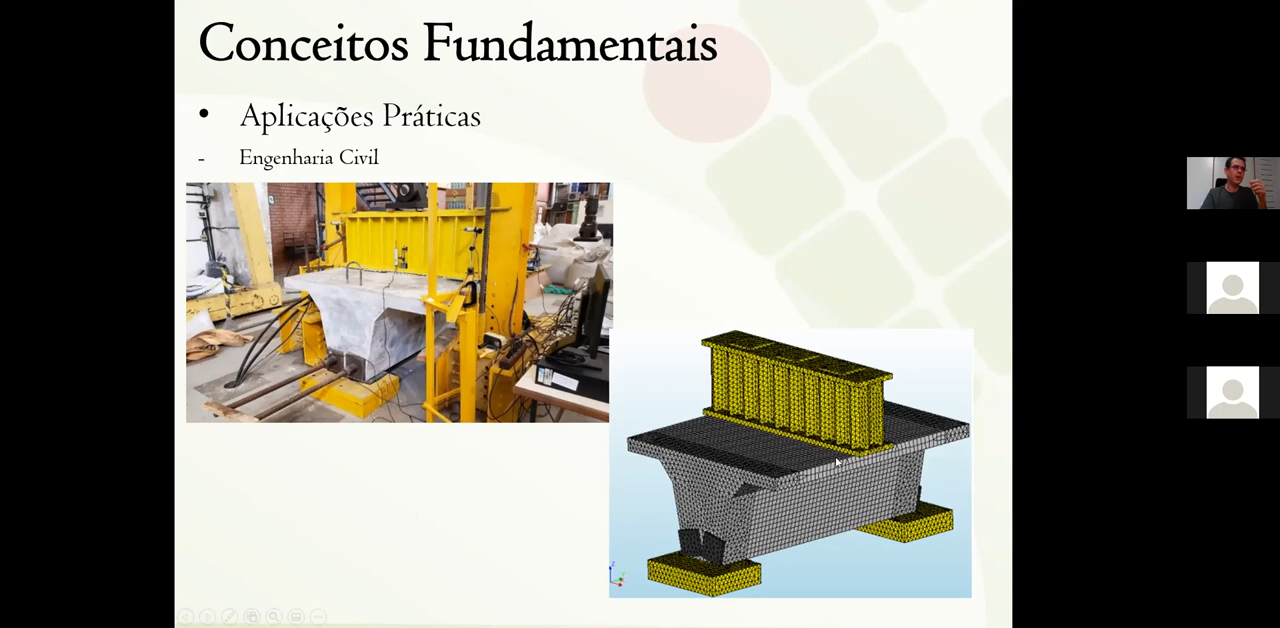 Conceitos Fundamentais
• Aplicações Práticas
- Engenharia Civil